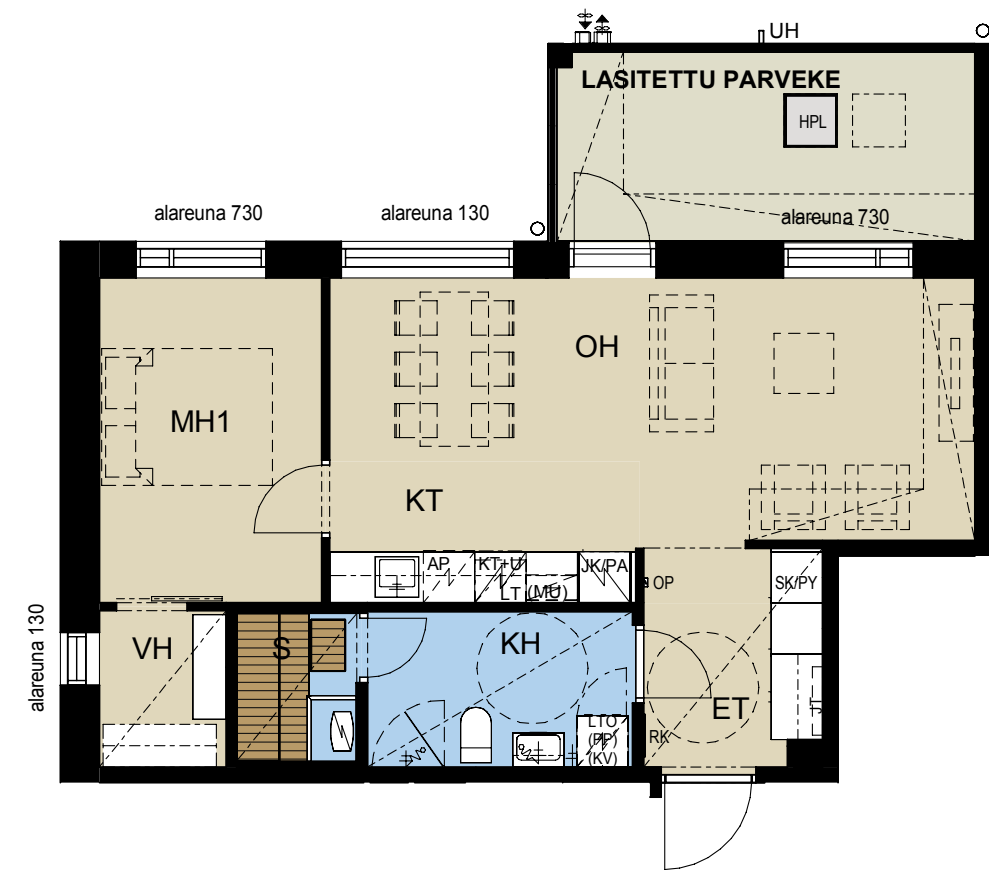 UH
LASITETTU PARVEKE
HPL
alareuna 730
alareuna 130
alareuna 730
OH
MH1
KT
AP
KT+U
JK/PA
LT (MU)
OP
SK/PY
alareuna 130
VH
S
KH
ET
RK
LTO
(PP)
(KV)